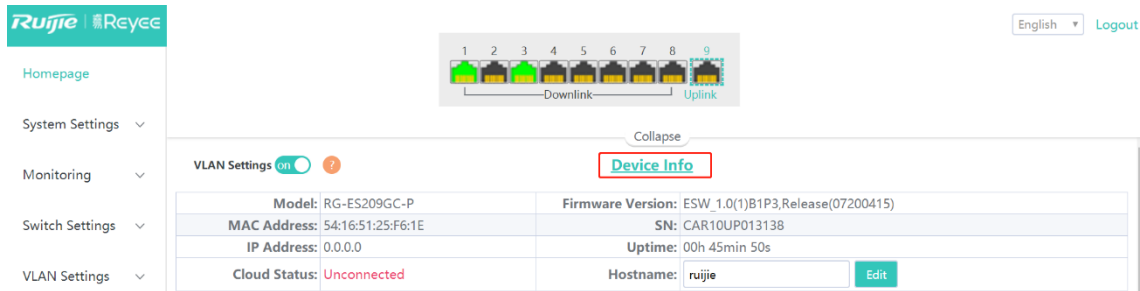 Ruijie 睿Reyee
English Logout
1 2 3 4 5 6 7 8 9
Homepage
Downlink Uplink
System Settings
Collapse
VLAN Settings on ? Device Info
Monitoring
Model: RG-ES209GC-P Firmware Version: ESW_1.0(1)B1P3,Release(07200415)
Switch Settings
MAC Address: 54:16:51:25:F6:1E SN: CAR10UP013138
IP Address: 0.0.0.0 Uptime: 00h 45min 50s
VLAN Settings
Cloud Status: Unconnected Hostname: ruijie Edit